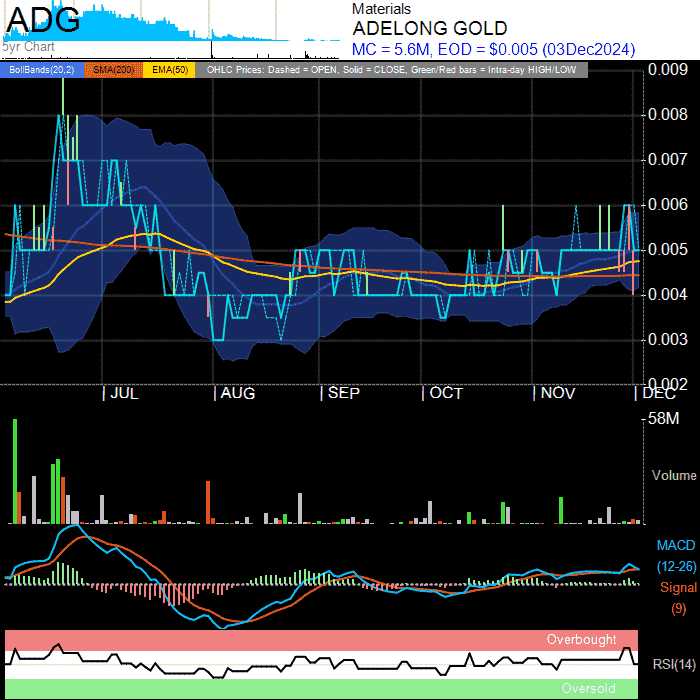 ADG
Materials
ADELONG GOLD
MC = 5.6M, EOD = $0.005 (03Dec2024)
5yr Chart
BollBands(20,2) SMA(200) EMA(50) OHLC Prices: Dashed = OPEN, Solid = CLOSE, Green/Red bars = Intra-day HIGH/LOW
0.009
0.008
0.007
0.006
0.005
0.004
0.003
0.002
| JUL | AUG | SEP | OCT | NOV | DEC
58M
Volume
MACD
(12-26)
Signal
(9)
Overbought
RSI(14)
Oversold